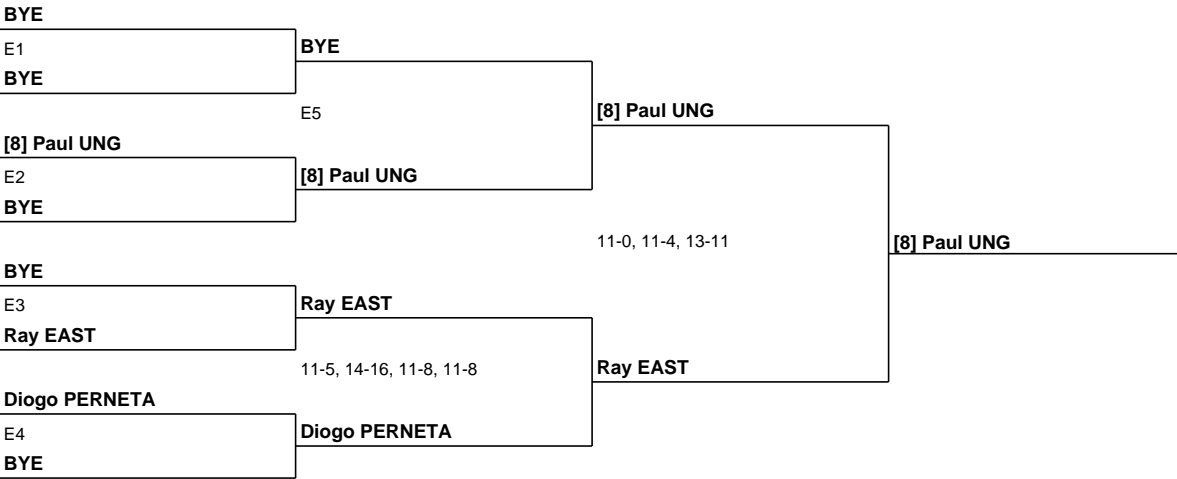 BYE
E1
BYE
BYE
E5
[8] Paul UNG
[8] Paul UNG
E2
[8] Paul UNG
BYE
11-0, 11-4, 13-11
[8] Paul UNG
BYE
E3
Ray EAST
Ray EAST
11-5, 14-16, 11-8, 11-8
Ray EAST
Diogo PERNETA
E4
Diogo PERNETA
BYE